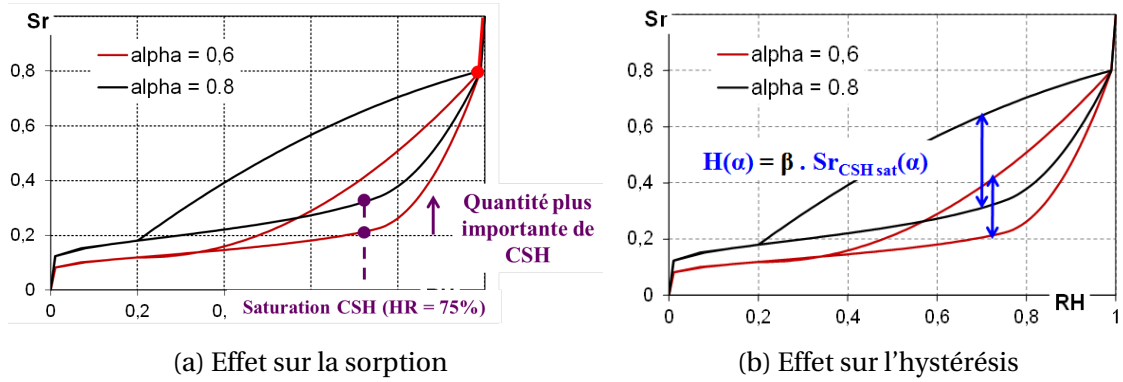 Sr
alpha = 0,6
alpha = 0.8
0.8
0.6
0.4
0.2
0
0,2
0,
Quantité plus
importante de
CSH
Saturation CSH (HR = 75%)
(a) Effet sur la sorption
Sr
alpha = 0.6
alpha = 0.8
0.8
0.6
0.4
0.2
0
H(α) = β . Sr CSH sat(α)
RH
0
0,2
0,4
0,6
0,8
1
(b) Effet sur l'hystérésis